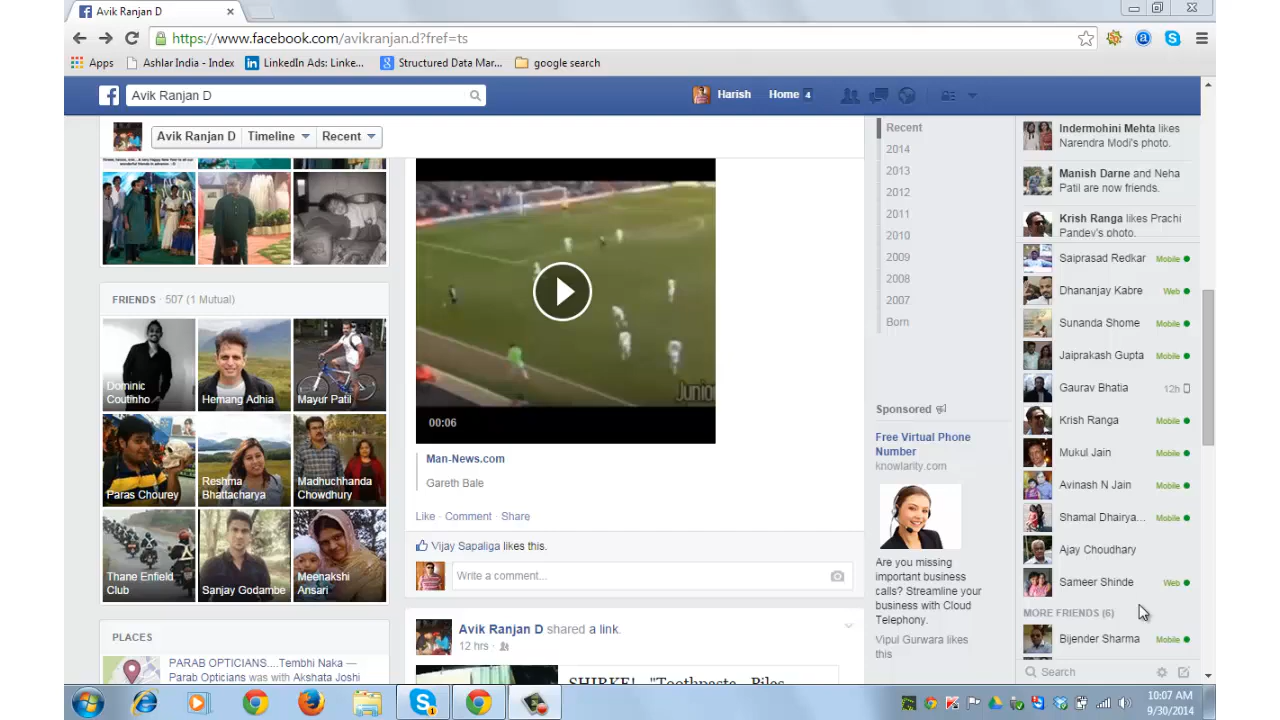 Avik Ranjan D
https://www.facebook.com/avikranjan.d?fref=ts
Apps
Ashlar India - Index
LinkedIn Ads: Linke...
Structured Data Mar...
google search
Avik Ranjan D
Harish
Home 4
Avik Ranjan D
Timeline
Recent
FRIENDS · 507 (1 Mutual)
Dominic
Coutinho
Hemang Adhia
Mayur Patil
Paras Chourey
Reshma
Bhattacharya
Madhuchhanda
Chowdhury
Thane Enfield
Club
Sanjay Godambe
Meenakshi
Ansari
PLACES
PARAB OPTICIANS....Tembhi Naka —
Parab Opticians was with Akshata Joshi
Junior
00:06
Man-News.com
Gareth Bale
Like · Comment · Share
Vijay Sapaliga likes this.
Write a comment...
Avik Ranjan D shared a link.
12 hrs ·
SHIRKE! "Toothpaste, Piles
Recent
2014
2013
2012
2011
2010
2009
2008
2007
Born
Sponsored
Free Virtual Phone
Number
knowlarity.com
Are you missing
important business
calls? Streamline your
business with Cloud
Telephony.
Vipul Gurwara likes
this
Indermohini Mehta likes
Narendra Modi's photo.
Manish Darne and Neha
Patil are now friends.
Krish Ranga likes Prachi
Pandey's photo.
Saiprasad Redkar Mobile
Dhananjay Kabre Web
Sunanda Shome Mobile
Jaiprakash Gupta Mobile
Gaurav Bhatia 12h
Krish Ranga Mobile
Mukul Jain Mobile
Avinash N Jain Mobile
Shamal Dhairya... Mobile
Ajay Choudhary
Sameer Shinde Web
MORE FRIENDS (6)
Bijender Sharma Mobile
Search
10:07 AM
9/30/2014